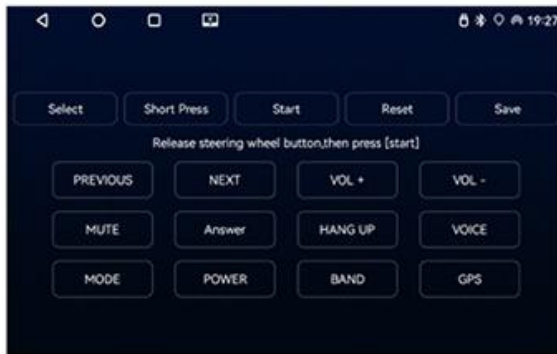 19:27
Select Short Press Start Reset Save
Release steering wheel button,then press [start]
PREVIOUS NEXT VOL + VOL -
MUTE Answer HANG UP VOICE
MODE POWER BAND GPS